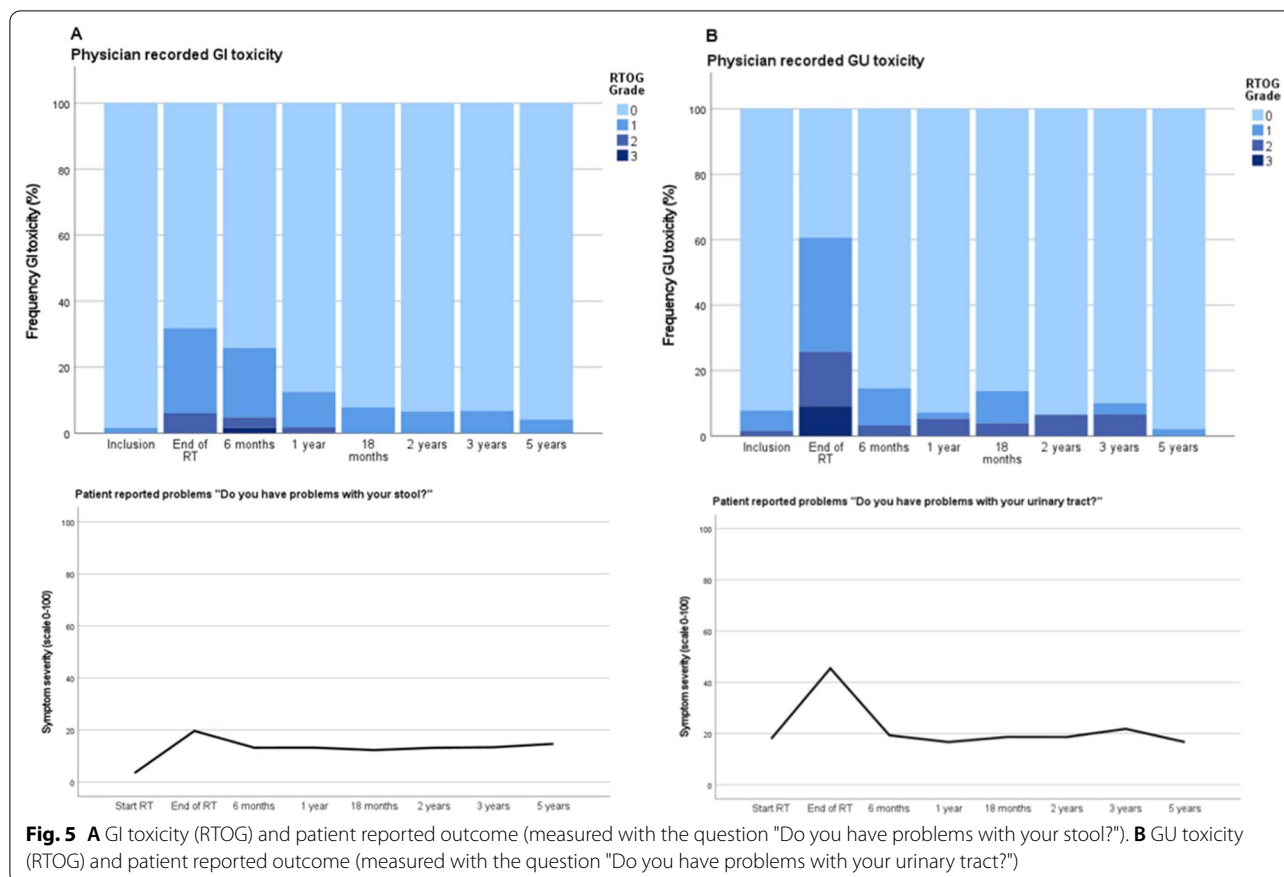 A
Physician recorded GI toxicity
RTOG
Grade
0
1
2
3
Frequency GI toxicity (%)
100
80
60
40
20
0
Inclusion
End of
RT
6 months
1 year
18
months
2 years
3 years
5 years
B
Physician recorded GU toxicity
RTOG
Grade
0
1
2
3
Frequency GU toxicity (%)
100
80
60
40
20
0
Inclusion
End of
RT
6 months
1 year
18
months
2 years
3 years
5 years
Patient reported problems "Do you have problems with your stool?"
Symptom severity (scale 0-100)
100
80
60
40
20
0
Start RT
End of RT
6 months
1 year
18 months
2 years
3 years
5 years
Patient reported problems "Do you have problems with your urinary tract?"
Symptom severity (scale 0-100)
100
80
60
40
20
0
Start RT
End of RT
6 months
1 year
18 months
2 years
3 years
5 years
Fig. 5 A GI toxicity (RTOG) and patient reported outcome (measured with the question "Do you have problems with your stool?"). B GU toxicity
(RTOG) and patient reported outcome (measured with the question "Do you have problems with your urinary tract?")